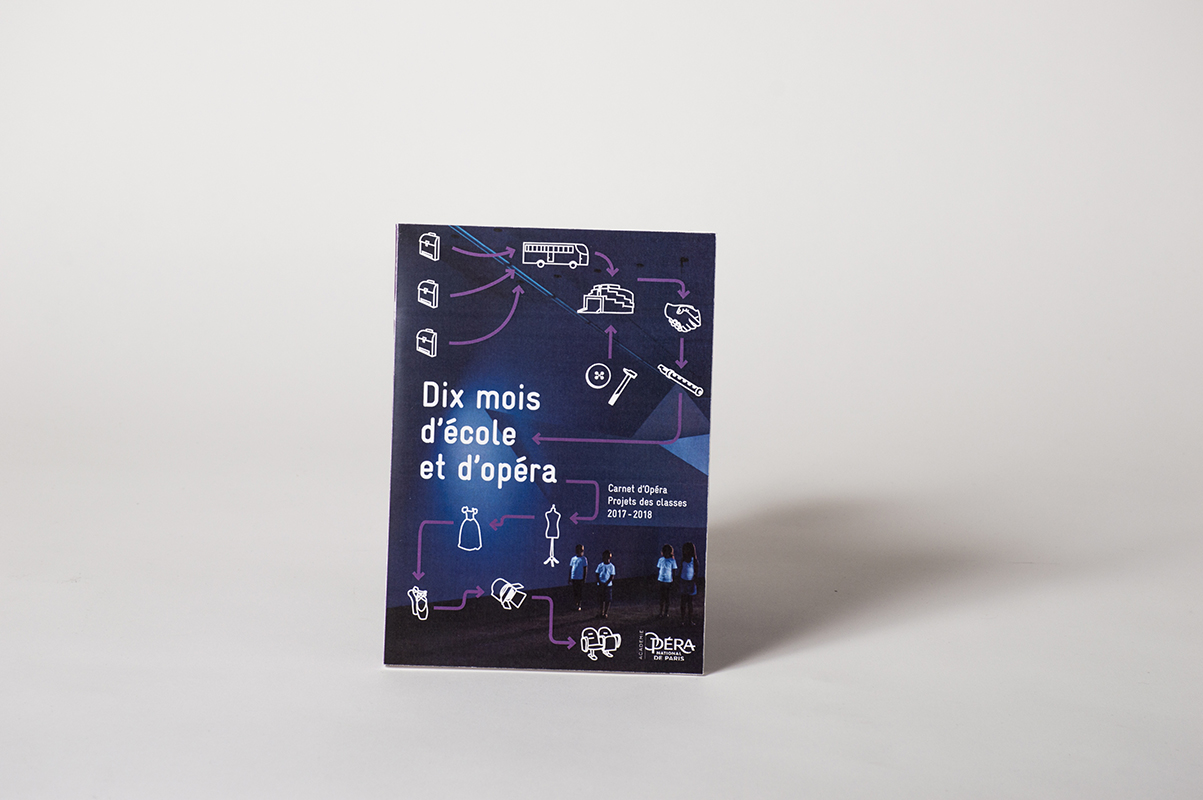 Dix mois
d'école
et d'opéra
Carnet d'Opéra
Projets des classes
2017-2018
ACADÉMIE
OPÉRA
NATIONAL
DE PARIS